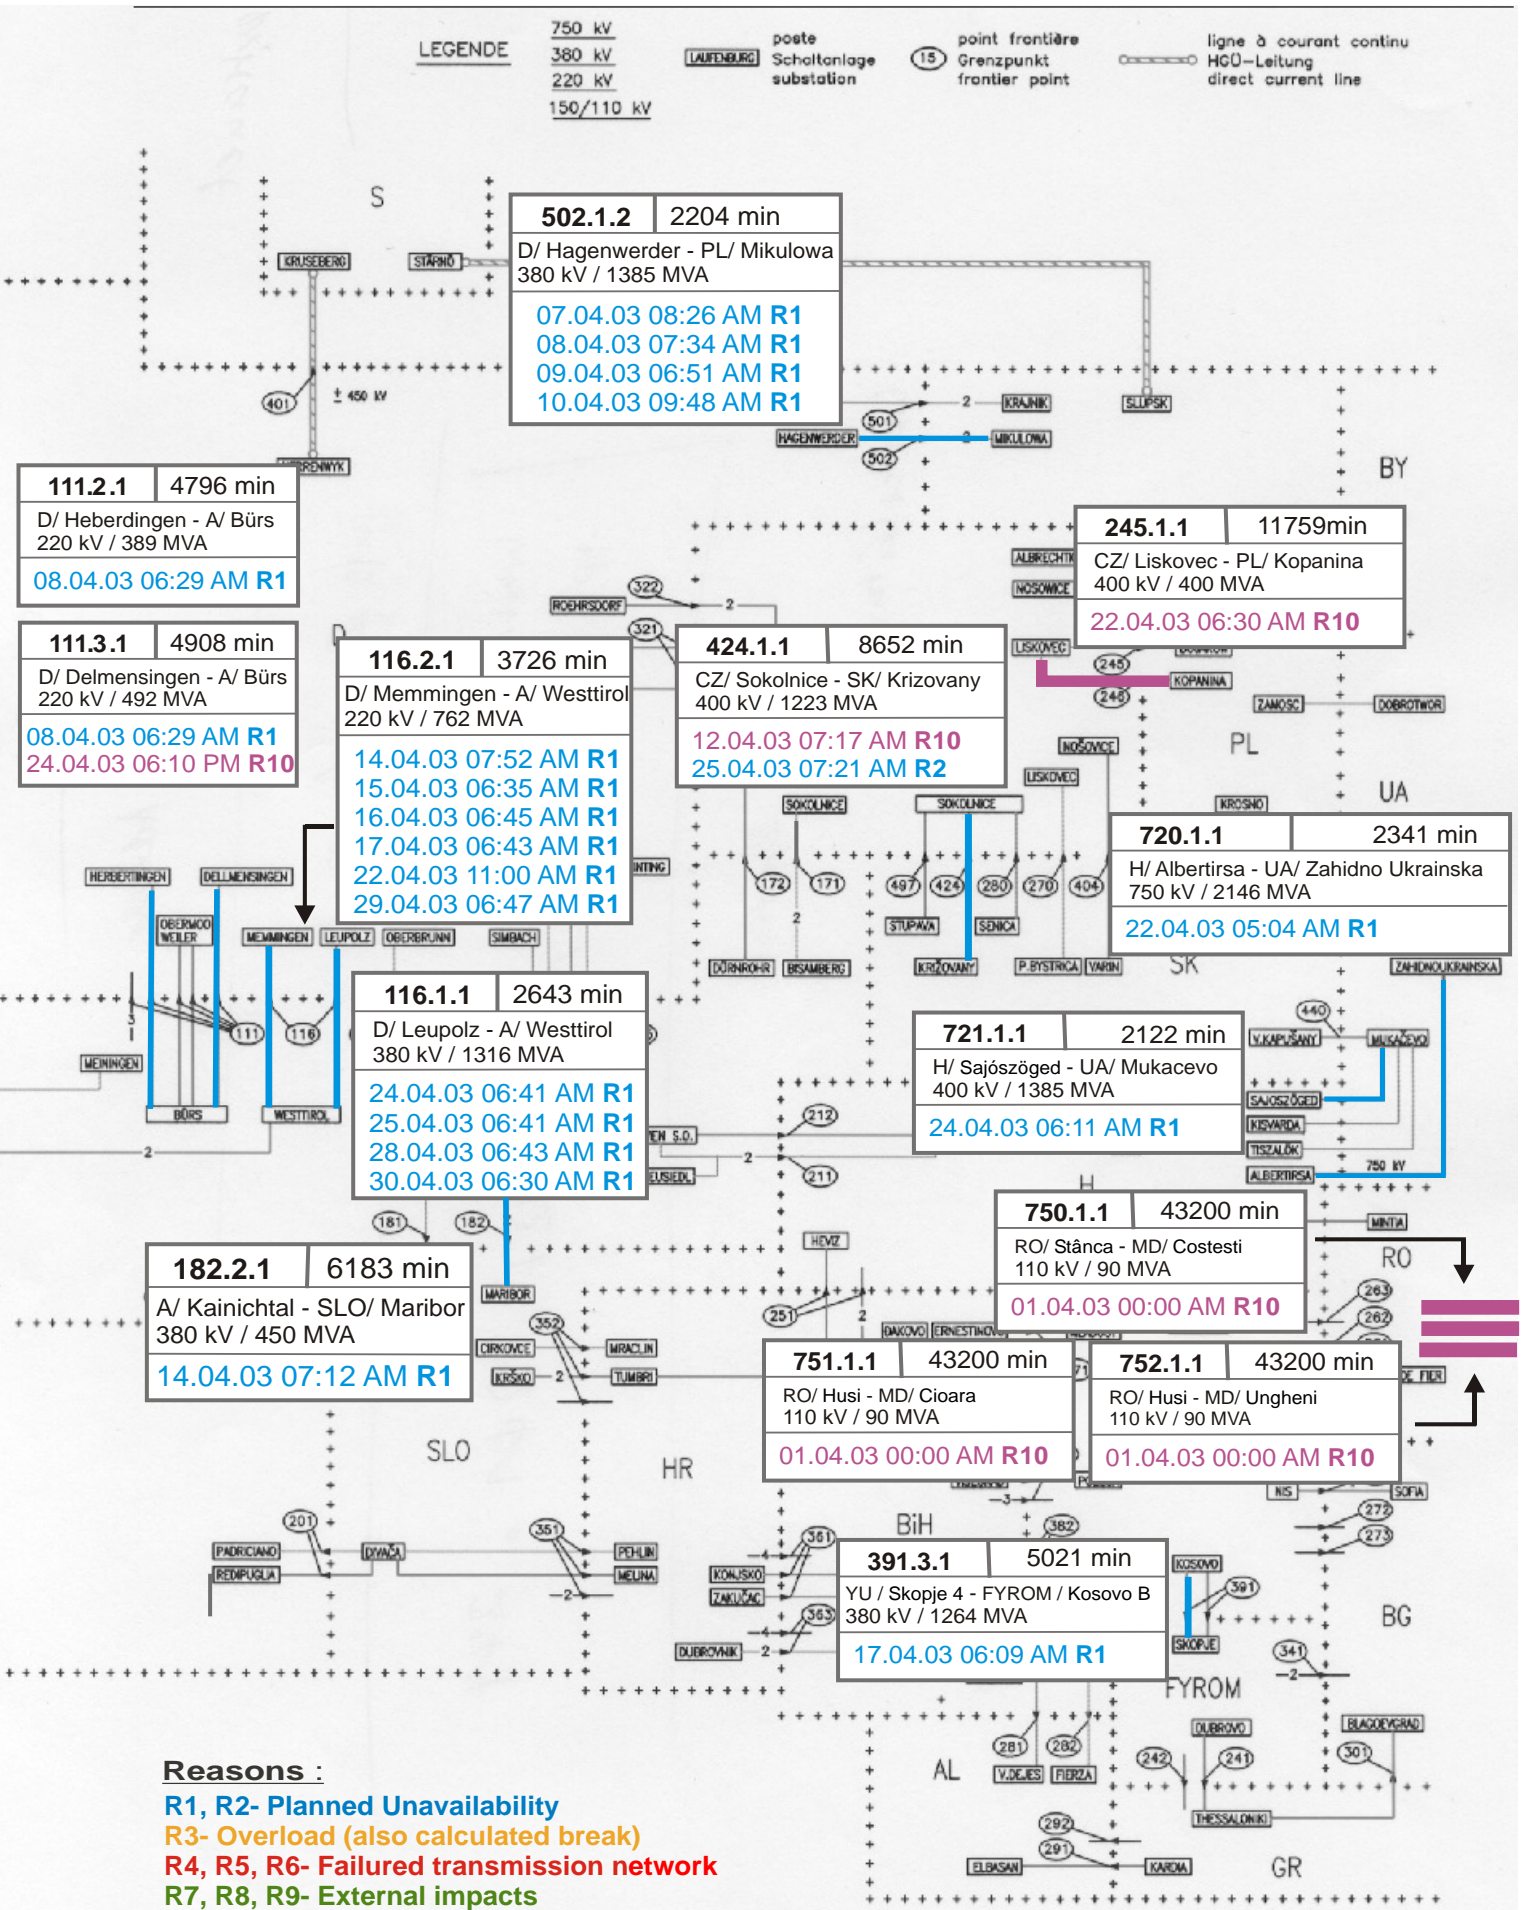 LEGENDE
750 kV
380 kV
220 kV
150/110 kV
LAUFENBURG
poste
Schaltanlage
substation
15
point frontière
Grenzpunkt
frontier point
ligne à courant continu
HGÜ-Leitung
direct current line
S
KRUSEBERG
STÄRNÖ
502.1.2 2204 min
D/ Hagenwerder - PL/ Mikulowa
380 kV / 1385 MVA
07.04.03 08:26 AM R1
08.04.03 07:34 AM R1
09.04.03 06:51 AM R1
10.04.03 09:48 AM R1
401
± 450 kV
501
2
KRAJNIK
SLUPSK
HAGENWERDER
2
MIKULOWA
502
BY
111.2.1 4796 min
D/ Heberdingen - A/ Bürs
220 kV / 389 MVA
08.04.03 06:29 AM R1
245.1.1 11759min
CZ/ Liskovec - PL/ Kopanina
400 kV / 400 MVA
22.04.03 06:30 AM R10
NOSOWICE
322
ROEHRSDORF
2
321
111.3.1 4908 min
D/ Delmensingen - A/ Bürs
220 kV / 492 MVA
08.04.03 06:29 AM R1
24.04.03 06:10 PM R10
116.2.1 3726 min
D/ Memmingen - A/ Westtirol
220 kV / 762 MVA
14.04.03 07:52 AM R1
15.04.03 06:35 AM R1
16.04.03 06:45 AM R1
17.04.03 06:43 AM R1
22.04.03 11:00 AM R1
29.04.03 06:47 AM R1
424.1.1 8652 min
CZ/ Sokolnice - SK/ Krizovany
400 kV / 1223 MVA
12.04.03 07:17 AM R10
25.04.03 07:21 AM R2
LISKOVEC
245
246
KOPANINA
ZAMOSC
DOBROTWOR
NOŠOVICE
PL
LISKOVEC
UA
SOKOLNICE
SOKOLNICE
KROSNO
720.1.1 2341 min
H/ Albertirsa - UA/ Zahidno Ukrainska
750 kV / 2146 MVA
22.04.03 05:04 AM R1
HERBERTINGEN
DELLMENSINGEN
172
171
497
424
280
270
404
2
OBERMOO
WEILER
MEMMINGEN
LEUPOLZ
OBERBRUNN
SIMBACH
STUPAVA
SENICA
DÜRNROHR
BISAMBERG
KRIŽOVANY
P.BYSTRICA
VARIN
SK
ZAHIDNOUKRAINSKA
116.1.1 2643 min
D/ Leupolz - A/ Westtirol
380 kV / 1316 MVA
24.04.03 06:41 AM R1
25.04.03 06:41 AM R1
28.04.03 06:43 AM R1
30.04.03 06:30 AM R1
3
111
116
MEININGEN
BÜRS
WESTTIROL
2
721.1.1 2122 min
H/ Sajószöged - UA/ Mukacevo
400 kV / 1385 MVA
24.04.03 06:11 AM R1
440
V.KAPUŠANY
MUKAČEVO
SAJOSZÖGED
KISVARDA
TISZALÖK
ALBERTIRSA
750 kV
212
2
211
H
181
182
750.1.1 43200 min
RO/ Stânca - MD/ Costesti
110 kV / 90 MVA
01.04.03 00:00 AM R10
MINTIA
RO
182.2.1 6183 min
A/ Kainichtal - SLO/ Maribor
380 kV / 450 MVA
14.04.03 07:12 AM R1
MARIBOR
HEVIZ
251
2
263
262
352
CIRKOVCE
MRACLIN
KRŠKO
2
TUMBRI
ĐAKOVO
751.1.1 43200 min
RO/ Husi - MD/ Cioara
110 kV / 90 MVA
01.04.03 00:00 AM R10
752.1.1 43200 min
RO/ Husi - MD/ Ungheni
110 kV / 90 MVA
01.04.03 00:00 AM R10
SLO
HR
3
NIS
SOFIA
272
273
BiH
382
201
351
PADRICIANO
DIVAČA
REDIPUGLIA
PEHLIN
MELINA
2
361
4
KONJSKO
ZAKUČAC
363
4
DUBROVNIK
2
391.3.1 5021 min
YU / Skopje 4 - FYROM / Kosovo B
380 kV / 1264 MVA
17.04.03 06:09 AM R1
KOSOVO
391
SKOPJE
BG
341
2
FYROM
DUBROVO
BLAGOEVGRAD
281
282
242
241
301
AL
V.DEJES
FIERZA
THESSALONIKI
292
291
ELBASAN
KARDIA
GR
Reasons :
R1, R2- Planned Unavailability
R3- Overload (also calculated break)
R4, R5, R6- Failured transmission network
R7, R8, R9- External impacts